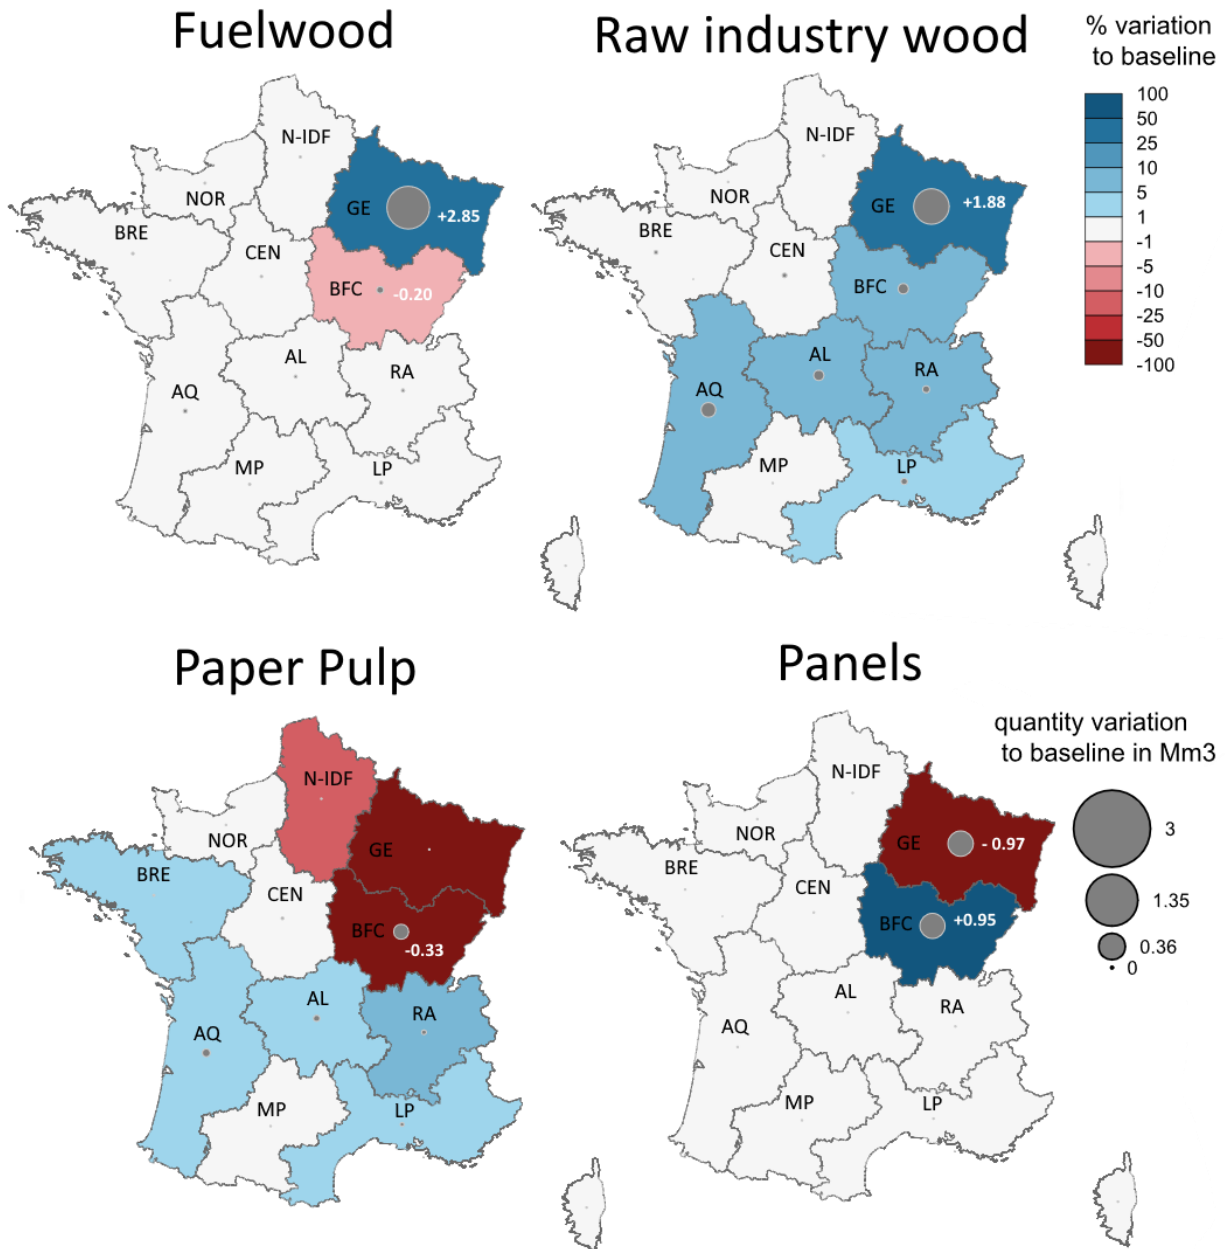 Fuelwood
Raw industry wood
% variation
to baseline
100
50
25
10
5
1
-1
-5
-10
-25
-50
-100
N-IDF
NOR
GE
+2.85
BRE
CEN
BFC
-0.20
AL
RA
AQ
MP
LP
N-IDF
NOR
GE
+1.88
BRE
CEN
BFC
AL
RA
AQ
MP
LP
Paper Pulp
Panels
N-IDF
NOR
GE
BRE
CEN
BFC
-0.33
AL
RA
AQ
MP
LP
N-IDF
NOR
GE
- 0.97
BRE
CEN
BFC
+0.95
AL
RA
AQ
MP
LP
quantity variation
to baseline in Mm3
3
1.35
0.36
0